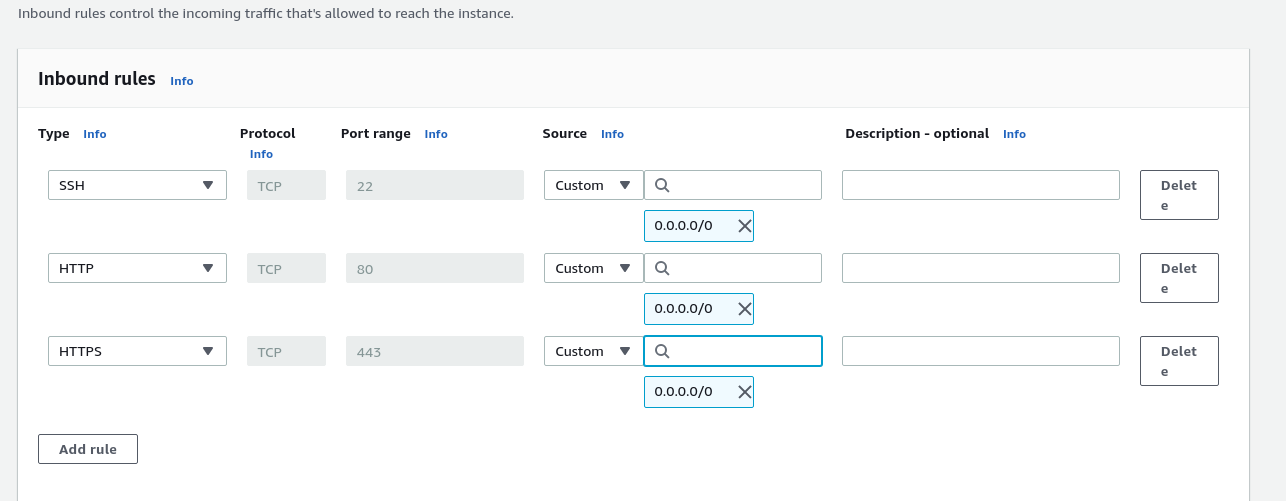 Inbound rules control the incoming traffic that's allowed to reach the instance.
Inbound rules Info
Type Info Protocol Info Port range Info Source Info Description - optional Info
SSH TCP 22 Custom Delete
0.0.0.0/0
HTTP TCP 80 Custom Delete
0.0.0.0/0
HTTPS TCP 443 Custom Delete
0.0.0.0/0
Add rule